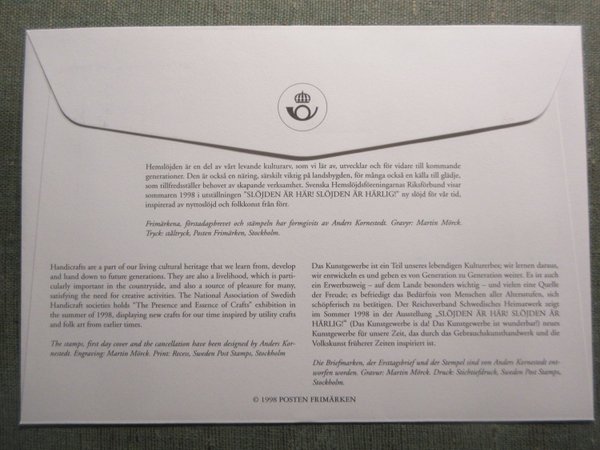 Hemslöjden är en del av vårt levande kulturarv, som vi lär av, utvecklar och för vidare till kommande
generationer. Den är också en näring, särskilt viktig på landsbygden, för många också en källa till glädje,
som tillfredsställer behovet av skapande verksamhet. Svenska Hemslöjdsföreningarnas Riksförbund visar
sommaren 1998 i utställningen "SLÖJDEN ÄR HÄR! SLÖJDEN ÄR HÄRLIG!" ny slöjd för vår tid,
inspirerad av nyttoslöjd och folkkonst från förr.
Frimärkena, förstadagsbrevet och stämpeln har formgivits av Anders Kornestedt. Gravyr: Martin Mörck.
Tryck: ståltryck, Posten Frimärken, Stockholm.
Handicrafts are a part of our living cultural heritage that we learn from, develop
and hand down to future generations. They are also a livelihood, which is part-
icularly important in the countryside, and also a source of pleasure for many,
satisfying the need for creative activities. The National Association of Swedish
Handicraft societies holds "The Presence and Essence of Crafts" exhibition in
the summer of 1998, displaying new crafts for our time inspired by utility crafts
and folk art from earlier times.
The stamps, first day cover and the cancellation have been designed by Anders Kor-
nestedt. Engraving: Martin Mörck. Print: Recess, Sweden Post Stamps, Stockholm
Das Kunstgewerbe ist ein Teil unseres lebendigen Kulturerbes; wir lernen daraus,
wir entwickeln es und geben es von Generation zu Generation weiter. Es ist auch
ein Erwerbszweig – auf dem Lande besonders wichtig – und vielen eine Quelle
der Freude; es befriedigt das Bedürfnis von Menschen aller Altersstufen, sich
schöpferisch zu betätigen. Der Reichsverband Schwedisches Heimatwerk zeigt
im Sommer 1998 in der Ausstellung „SLÖJDEN ÄR HÄR! SLÖJDEN ÄR
HÄRLIG!" (Das Kunstgewerbe is da! Das Kunstgewerbe ist wunderbar!) neues
Kunstgewerbe für unsere Zeit, das durch das Gebrauchskunsthandwerk und die
Volkskunst früherer Zeiten inspiriert ist.
Die Briefmarken, der Ersttagsbrief und der Stempel sind von Anders Kornestedt ent-
worfen worden. Gravur: Martin Mörck. Druck: Stichtiefdruck, Sweden Post Stamps,
Stockholm.
© 1998 POSTEN FRIMÄRKEN